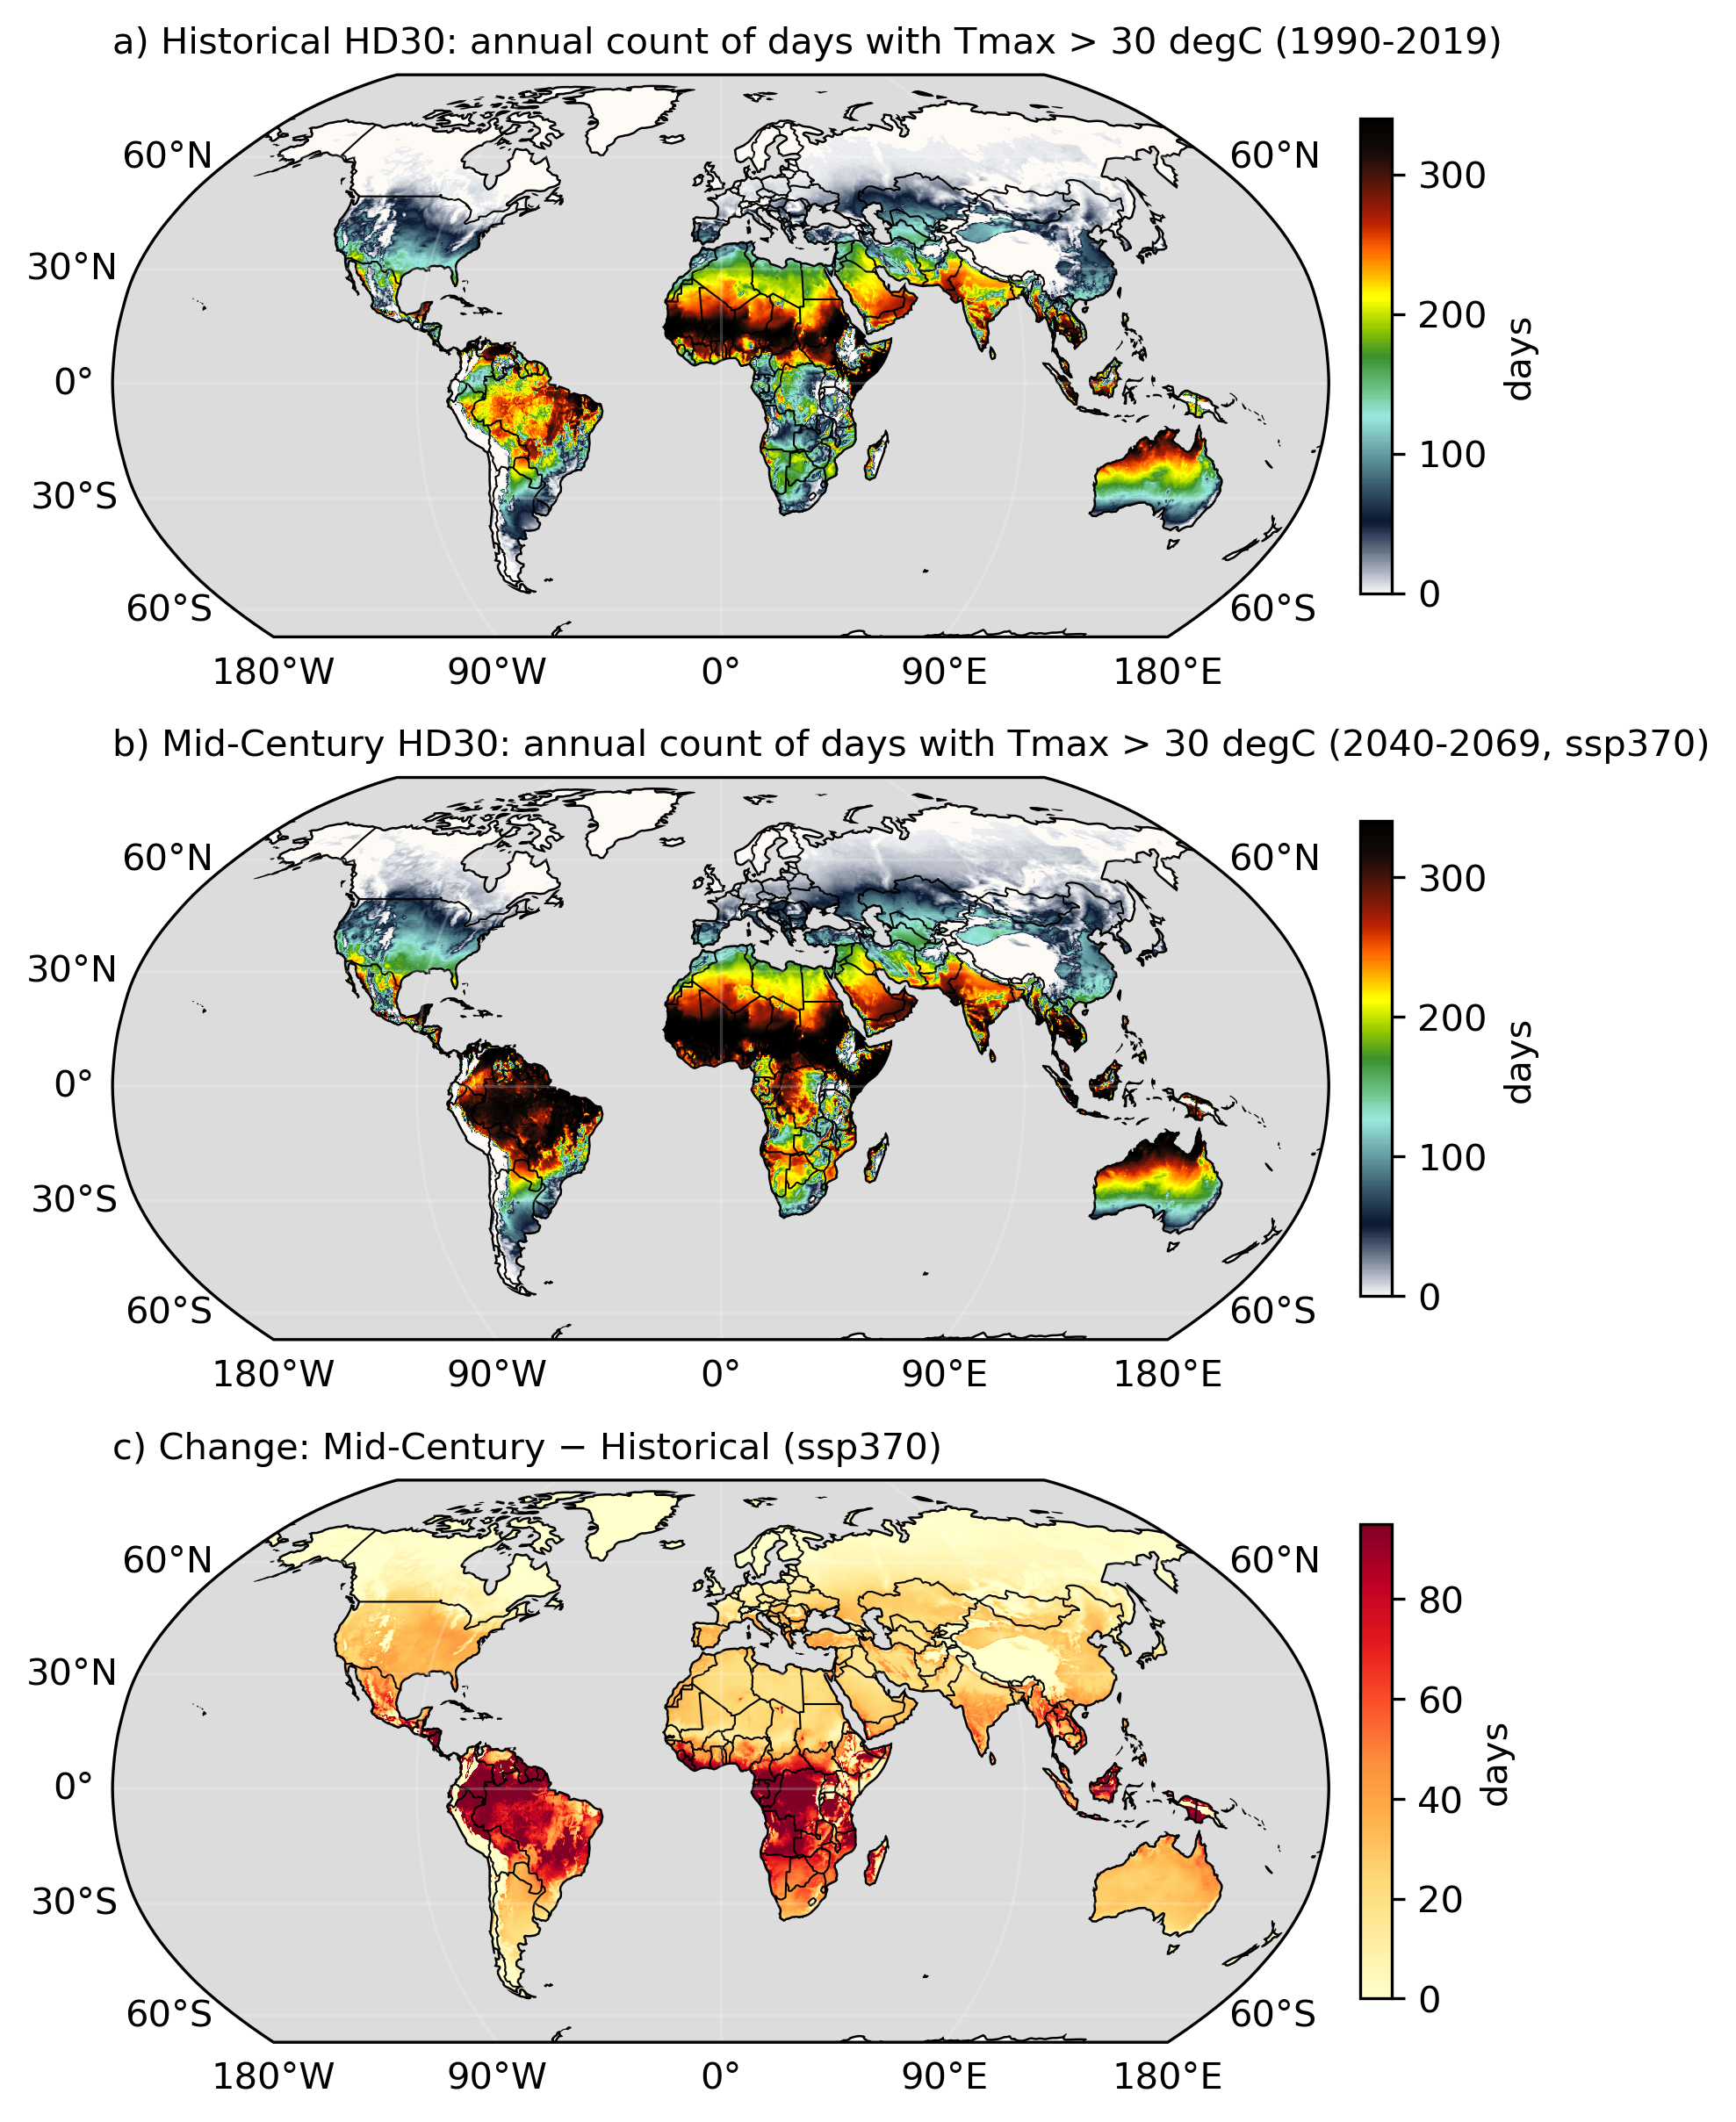 a) Historical HD30: annual count of days with Tmax > 30 degC (1990-2019)
60°N
60°N
30°N
0°
30°S
60°S
60°S
180°W 90°W 0° 90°E 180°E
300
200
100
0
days
b) Mid-Century HD30: annual count of days with Tmax > 30 degC (2040-2069, ssp370)
60°N
60°N
30°N
0°
30°S
60°S
60°S
180°W 90°W 0° 90°E 180°E
300
200
100
0
days
c) Change: Mid-Century − Historical (ssp370)
60°N
60°N
30°N
0°
30°S
60°S
60°S
180°W 90°W 0° 90°E 180°E
80
60
40
20
0
days